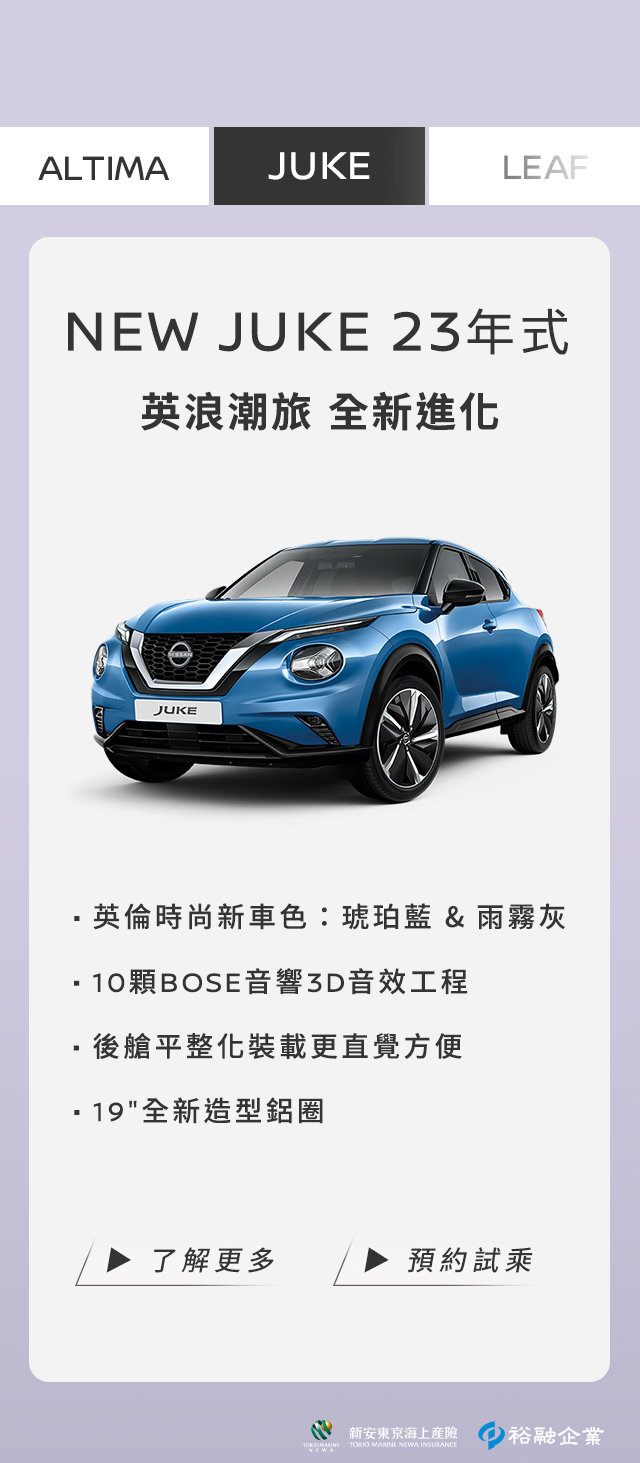 ALTIMA
JUKE
LEAF
NEW JUKE 23年式
英浪潮旅 全新進化
NISSAN
JUKE
▪ 英倫時尚新車色：琥珀藍 & 雨霧灰
▪ 10顆BOSE音響3D音效工程
▪ 後艙平整化裝載更直覺方便
▪ 19"全新造型鋁圈
▶ 了解更多
▶ 預約試乘
TOKIO MARINE
NEWA
新安東京海上產險
TOKIO MARINE NEWA INSURANCE
裕融企業